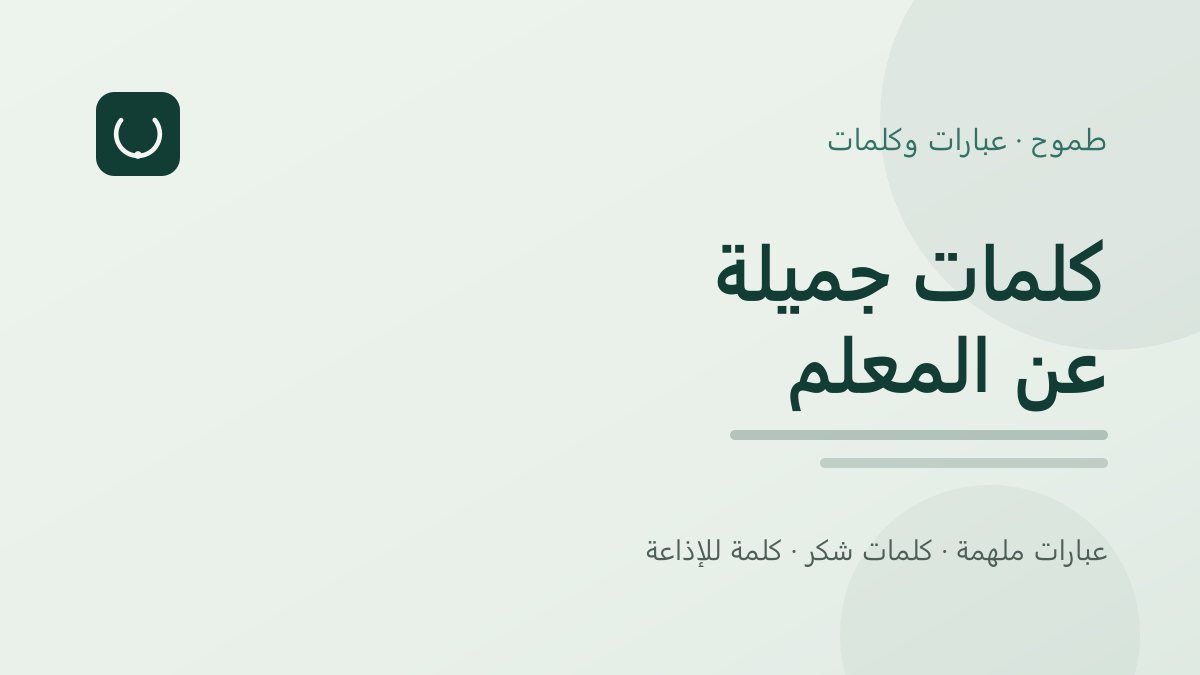 طموح · عبارات وكلمات
كلمات جميلة
عن المعلم
عبارات ملهمة · كلمات شكر · كلمة للإذاعة